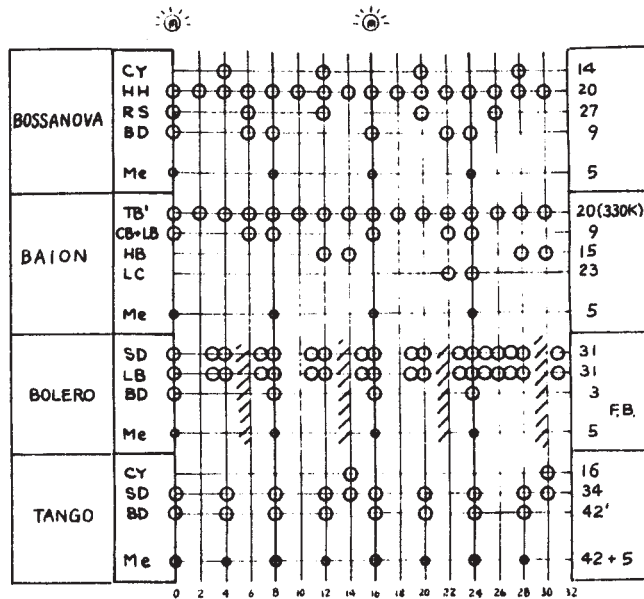 CY 14
HH 20
BOSSANOVA RS 27
BD 9
Me 5
TB' 20(330K)
CB+LB 9
BAION HB 15
LC 23
Me 5
SD 31
LB 31
BOLERO BD 3
F.B.
Me 5
CY 16
SD 34
TANGO BD 42'
Me 42+5
0 2 4 6 8 10 12 14 16 18 20 22 24 26 28 30 32